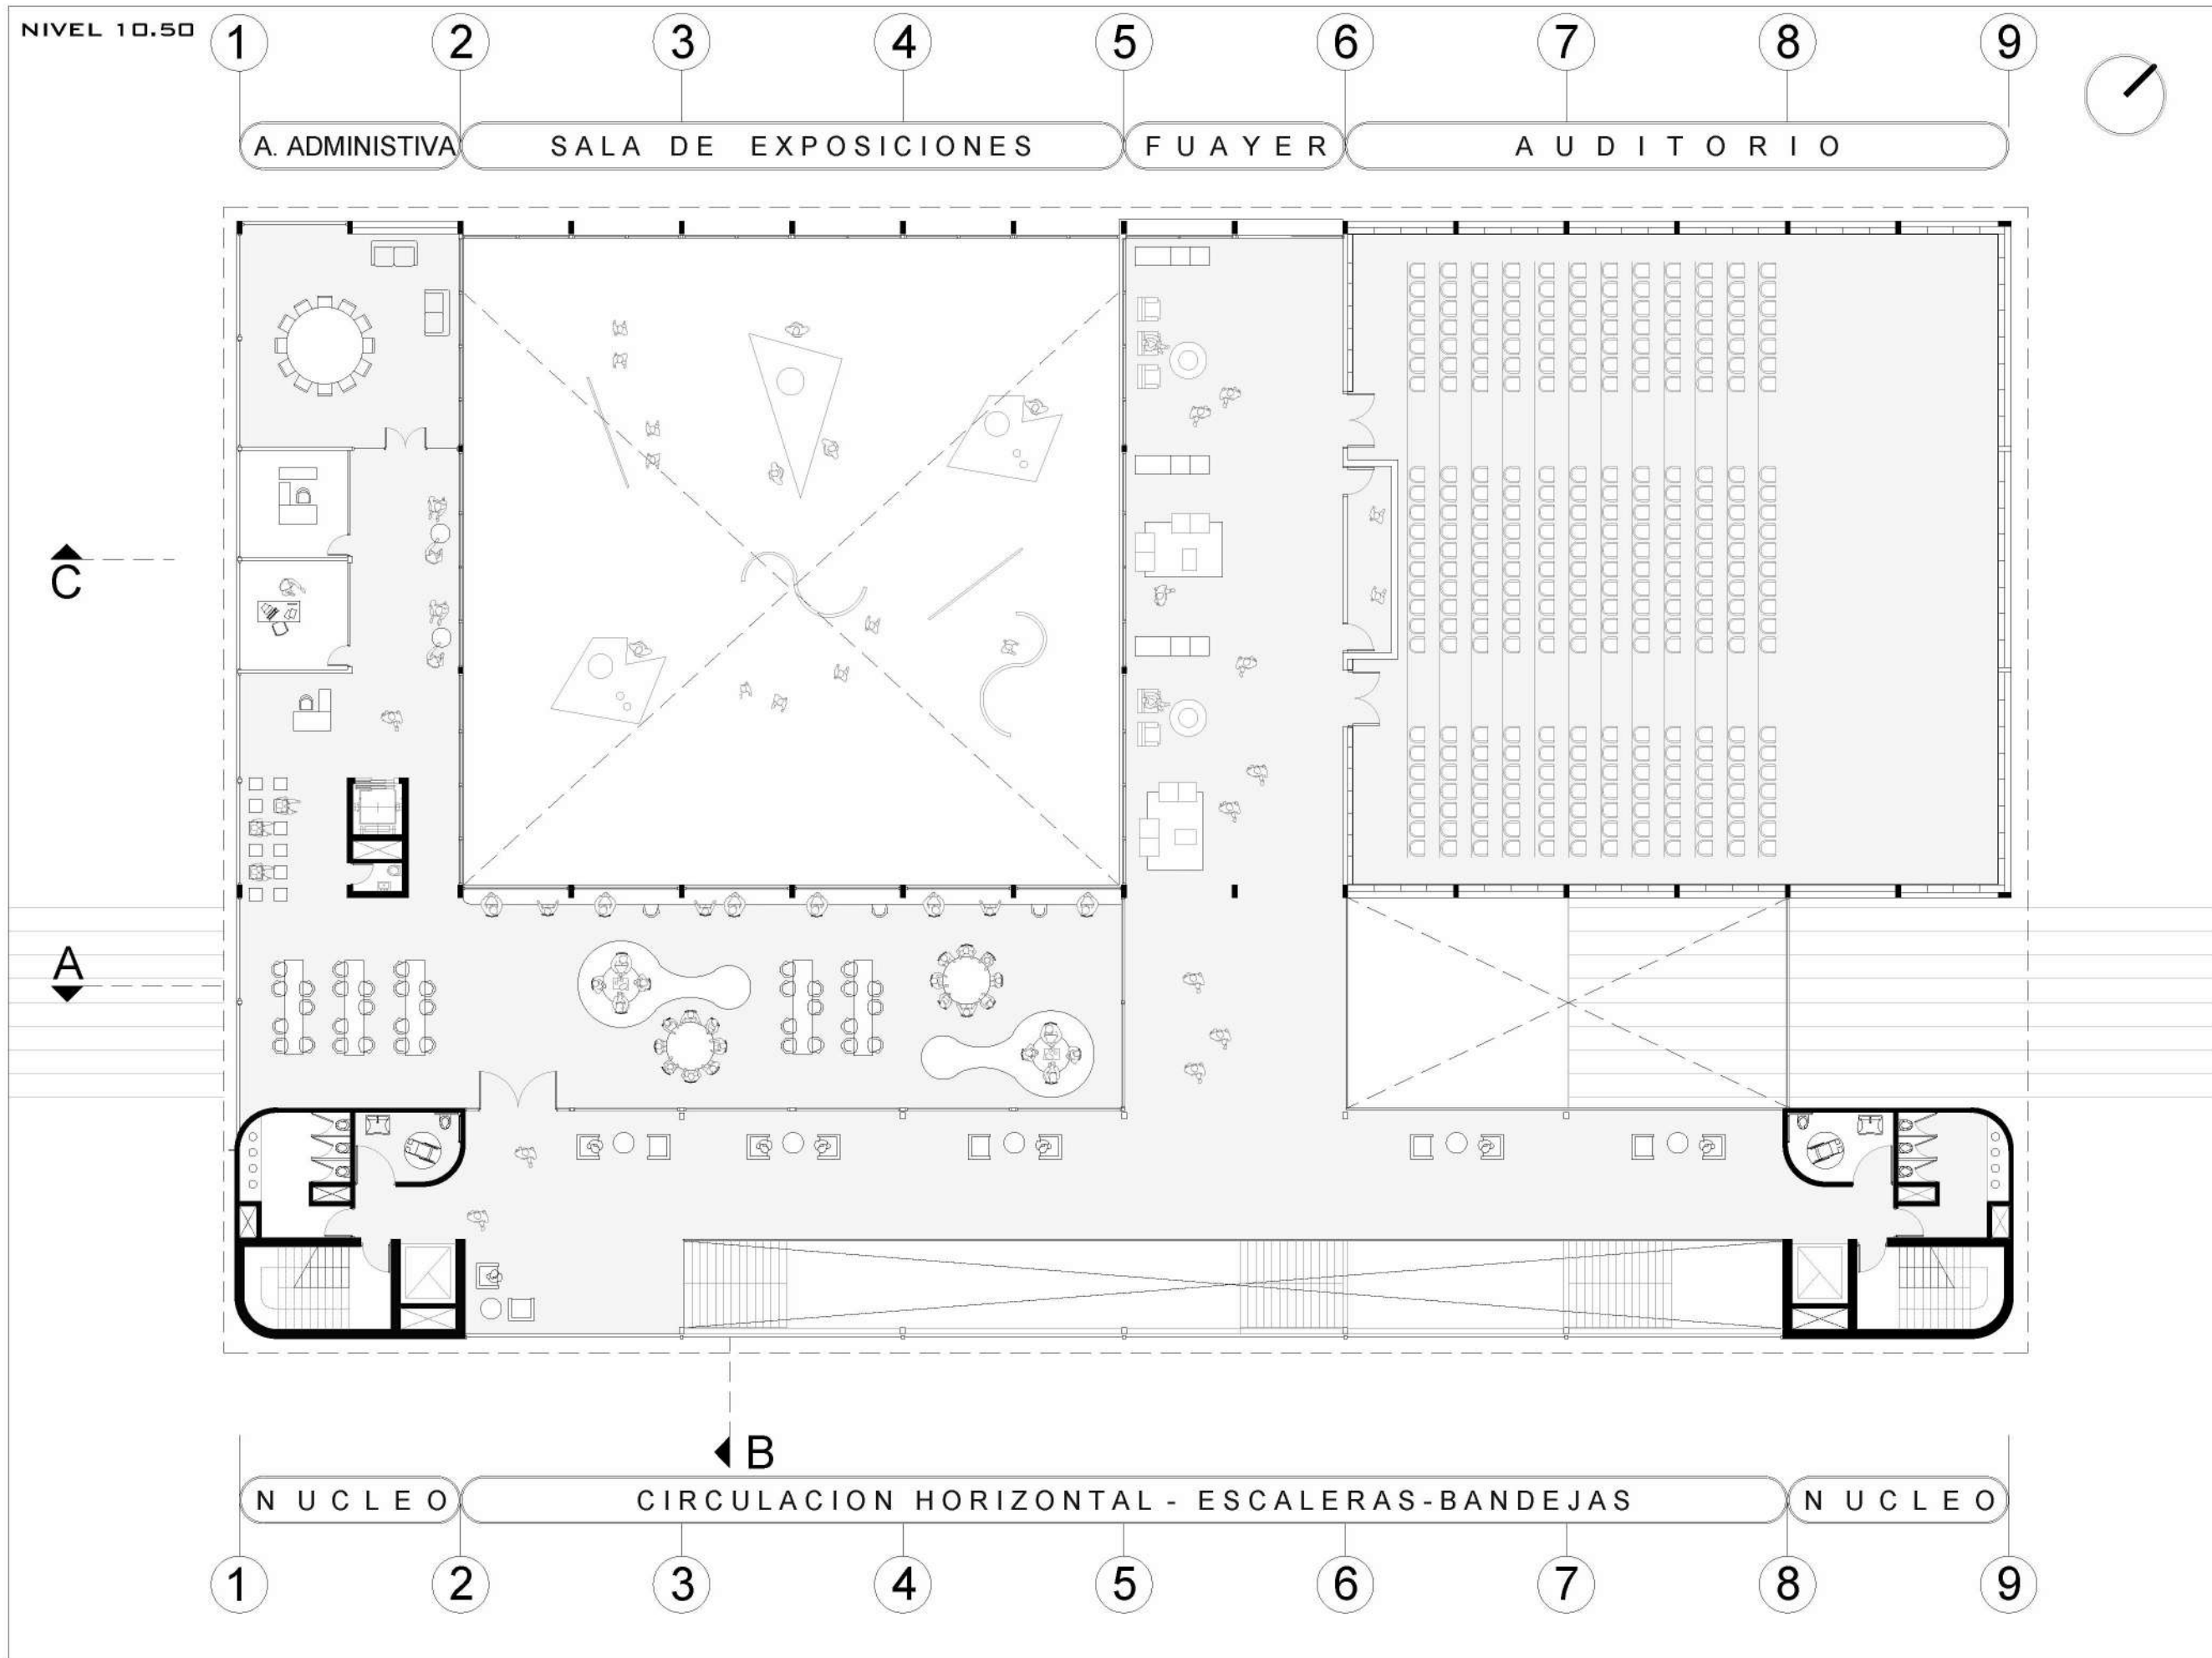 NIVEL 10.50
1 2 3 4 5 6 7 8 9
A. ADMINISTIVA SALA DE EXPOSICIONES FUAYER AUDITORIO
C
A
B
NUCLEO CIRCULACION HORIZONTAL - ESCALERAS-BANDEJAS NUCLEO
1 2 3 4 5 6 7 8 9